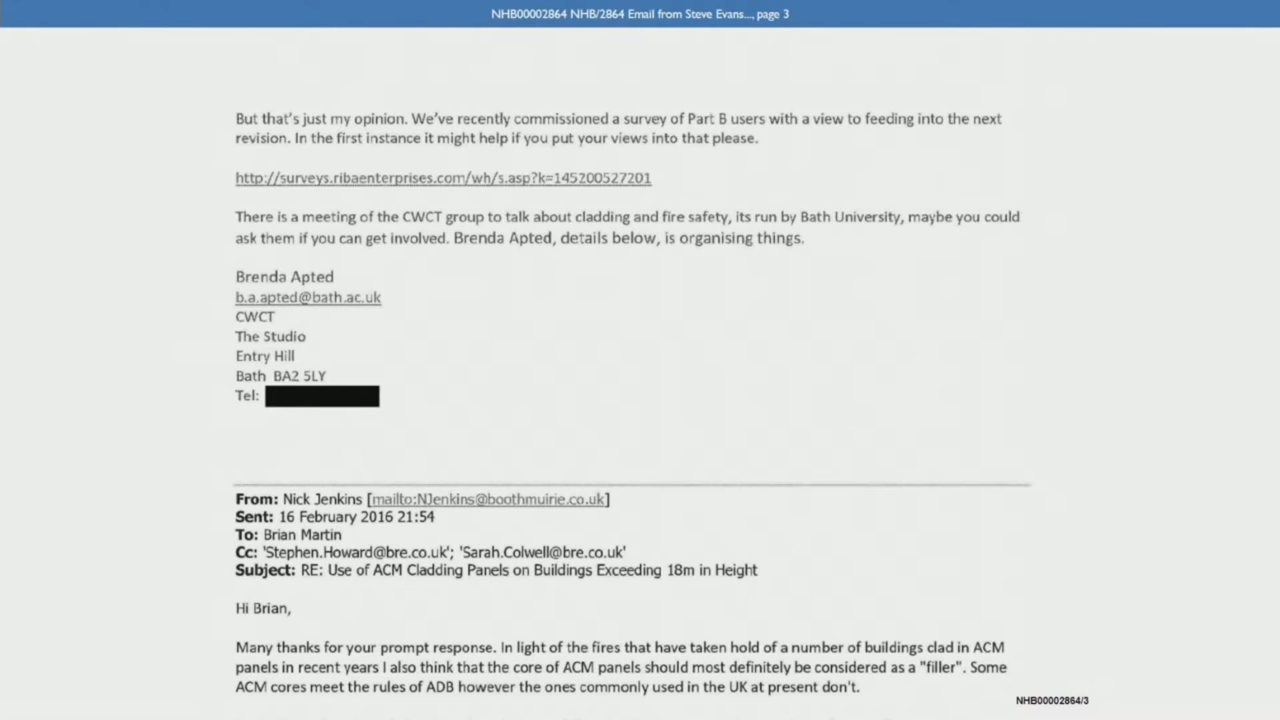 NHB00002864 NHB/2864 Email from Steve Evans..., page 3
But that's just my opinion. We've recently commissioned a survey of Part B users with a view to feeding into the next
revision. In the first instance it might help if you put your views into that please.
http://surveys.ribaenterprises.com/wh/s.asp?k=145200527201
There is a meeting of the CWCT group to talk about cladding and fire safety, its run by Bath University, maybe you could
ask them if you can get involved. Brenda Apted, details below, is organising things.
Brenda Apted
b.a.apted@bath.ac.uk
CWCT
The Studio
Entry Hill
Bath BA2 5LY
Tel:
From: Nick Jenkins [mailto:NJenkins@boothmuirie.co.uk]
Sent: 16 February 2016 21:54
To: Brian Martin
Cc: 'Stephen.Howard@bre.co.uk'; 'Sarah.Colwell@bre.co.uk'
Subject: RE: Use of ACM Cladding Panels on Buildings Exceeding 18m in Height
Hi Brian,
Many thanks for your prompt response. In light of the fires that have taken hold of a number of buildings clad in ACM
panels in recent years I also think that the core of ACM panels should most definitely be considered as a "filler". Some
ACM cores meet the rules of ADB however the ones commonly used in the UK at present don't.
NHB00002864/3